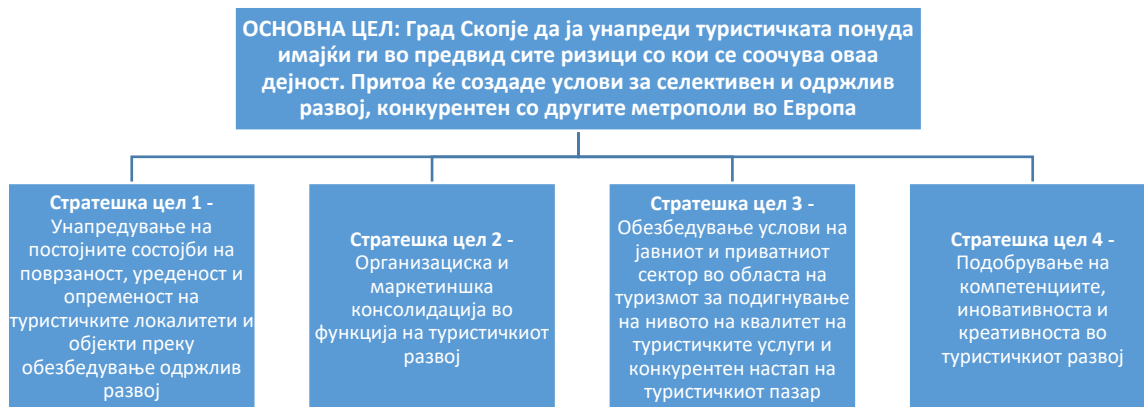 ОСНОВНА ЦЕЛ: Град Скопје да ја унапреди туристичката понуда
имајќи ги во предвид сите ризици со кои се соочува оваа
дејност. Притоа ќе создаде услови за селективен и одржлив
развој, конкурентен со другите метрополи во Европа
Стратешка цел 1 -
Унапредување на
постојните состојби на
поврзаност, уреденост и
опременост на
туристичките локалитети и
објекти преку
обезбедување одржлив
развој
Стратешка цел 2 -
Организациска и
маркетиншка
консолидација во
функција на туристичкиот
развој
Стратешка цел 3 -
Обезбедување услови на
јавниот и приватниот
сектор во областа на
туризмот за подигнување
на нивото на квалитет на
туристичките услуги и
конкурентен настап на
туристичкиот пазар
Стратешка цел 4 -
Подобрување на
компетенциите,
иновативноста и
креативноста во
туристичкиот развој